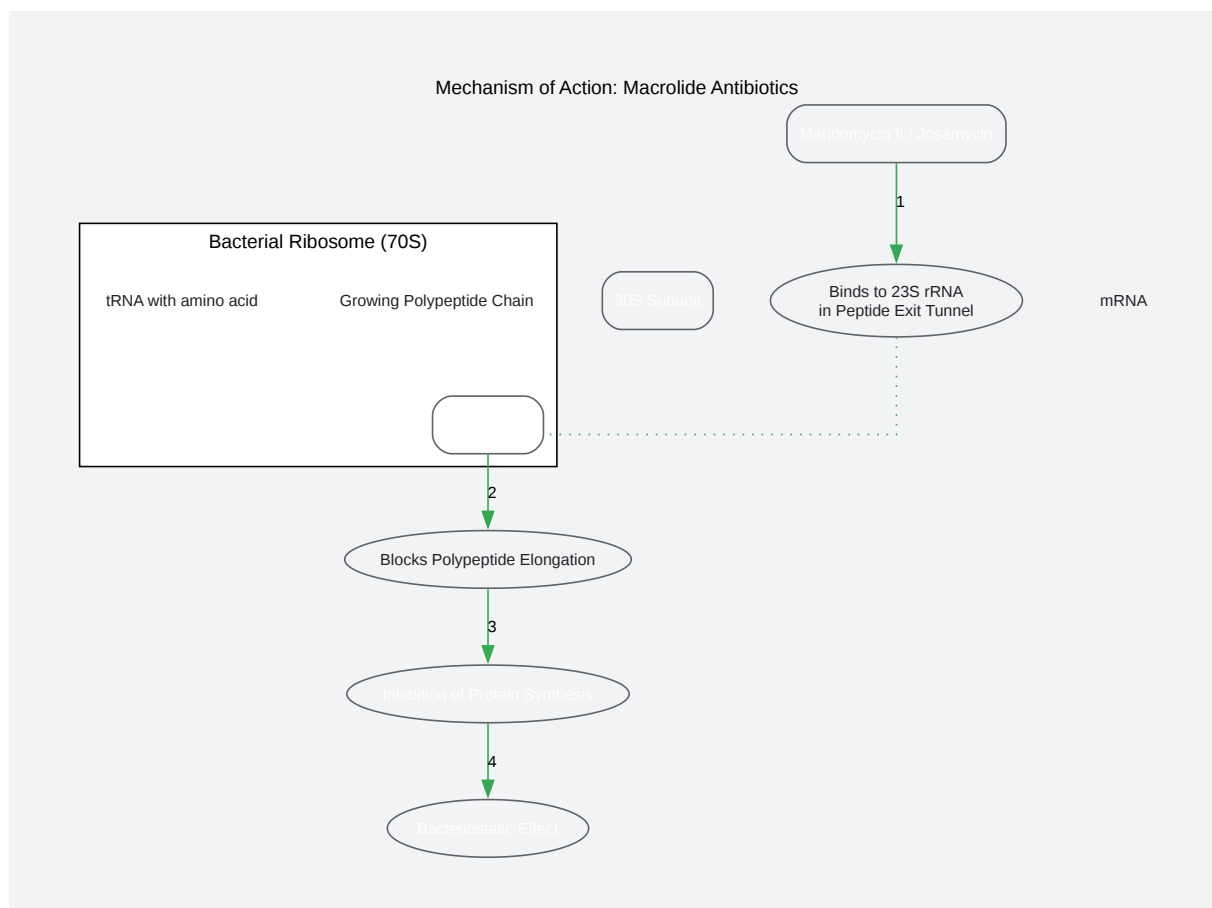 Mechanism of Action: Macrolide Antibiotics
Maridomycin II / Josamycin
1
Bacterial Ribosome (70S)
tRNA with amino acid
Growing Polypeptide Chain
30S Subunit
Binds to 23S rRNA
in Peptide Exit Tunnel
mRNA
2
Blocks Polypeptide Elongation
3
Inhibition of Protein Synthesis
4
Bacteriostatic Effect